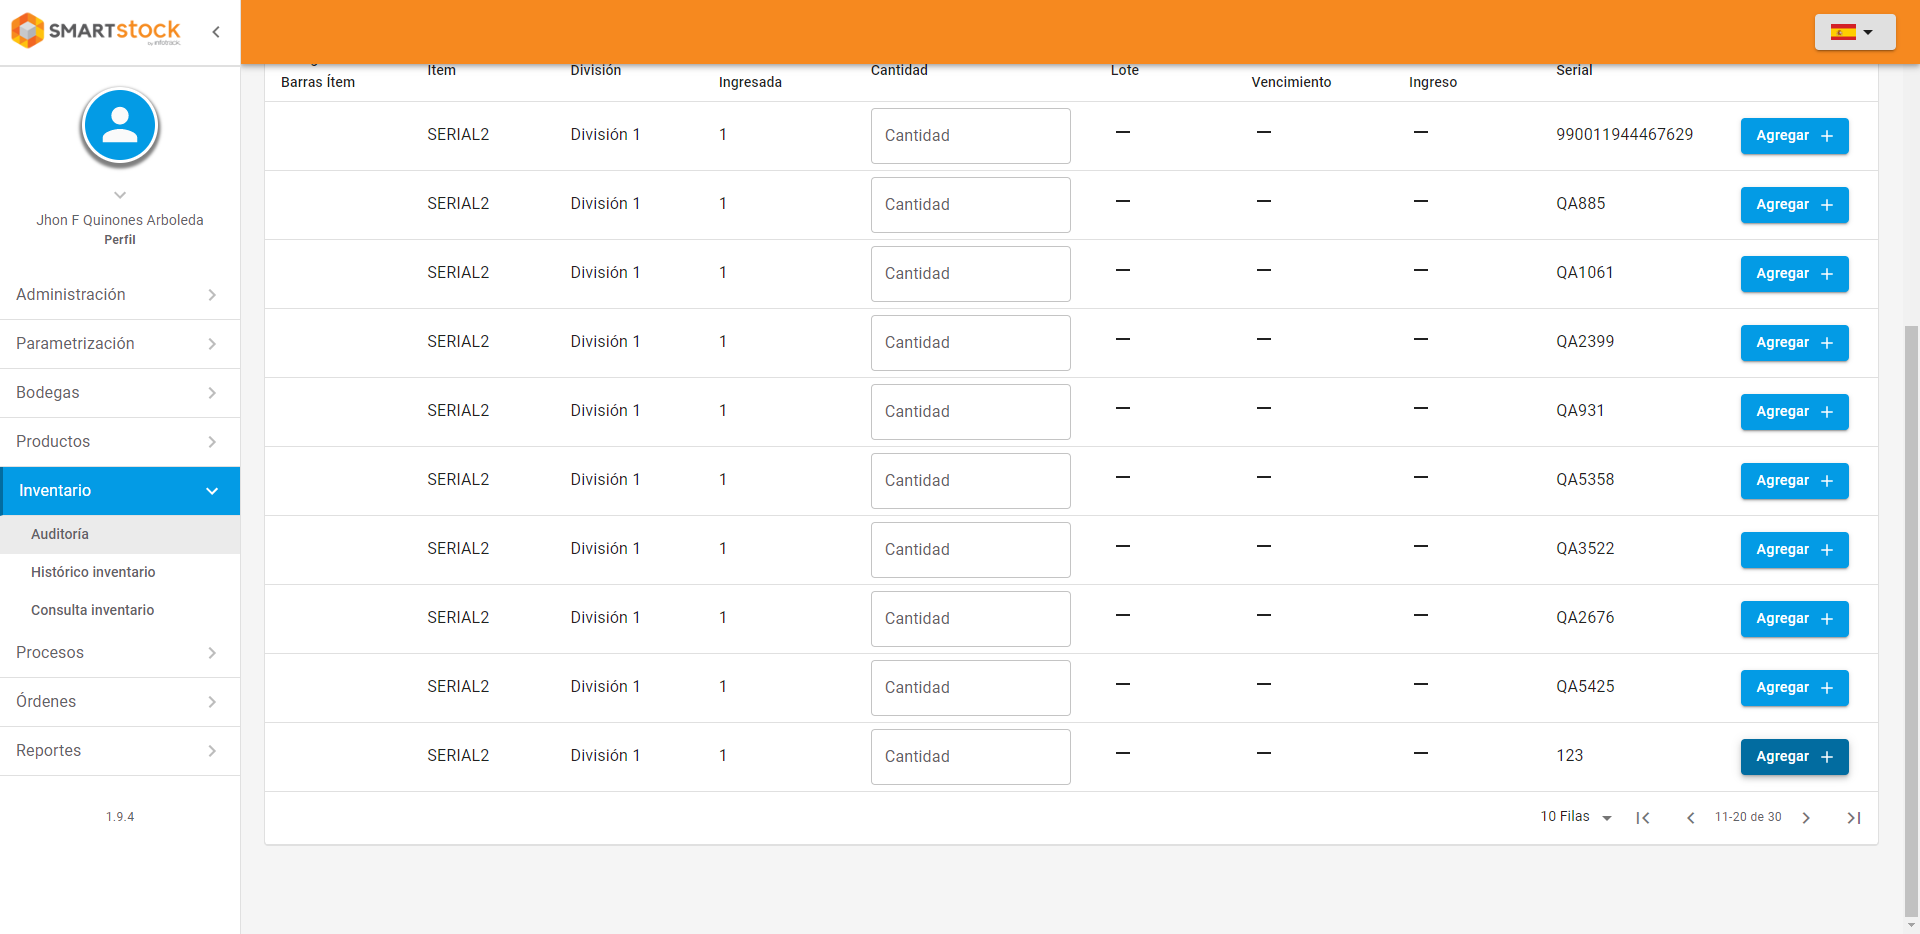 SMARTstock
by infotrack
Jhon F Quinones Arboleda
Perfil
Administración
Parametrización
Bodegas
Productos
Inventario
Auditoría
Histórico inventario
Consulta inventario
Procesos
Órdenes
Reportes
1.9.4
Barras Ítem Item División Ingresada Cantidad Lote Vencimiento Ingreso Serial
SERIAL2 División 1 1 Cantidad — — — 990011944467629 Agregar +
SERIAL2 División 1 1 Cantidad — — — QA885 Agregar +
SERIAL2 División 1 1 Cantidad — — — QA1061 Agregar +
SERIAL2 División 1 1 Cantidad — — — QA2399 Agregar +
SERIAL2 División 1 1 Cantidad — — — QA931 Agregar +
SERIAL2 División 1 1 Cantidad — — — QA5358 Agregar +
SERIAL2 División 1 1 Cantidad — — — QA3522 Agregar +
SERIAL2 División 1 1 Cantidad — — — QA2676 Agregar +
SERIAL2 División 1 1 Cantidad — — — QA5425 Agregar +
SERIAL2 División 1 1 Cantidad — — — 123 Agregar +
10 Filas 11-20 de 30